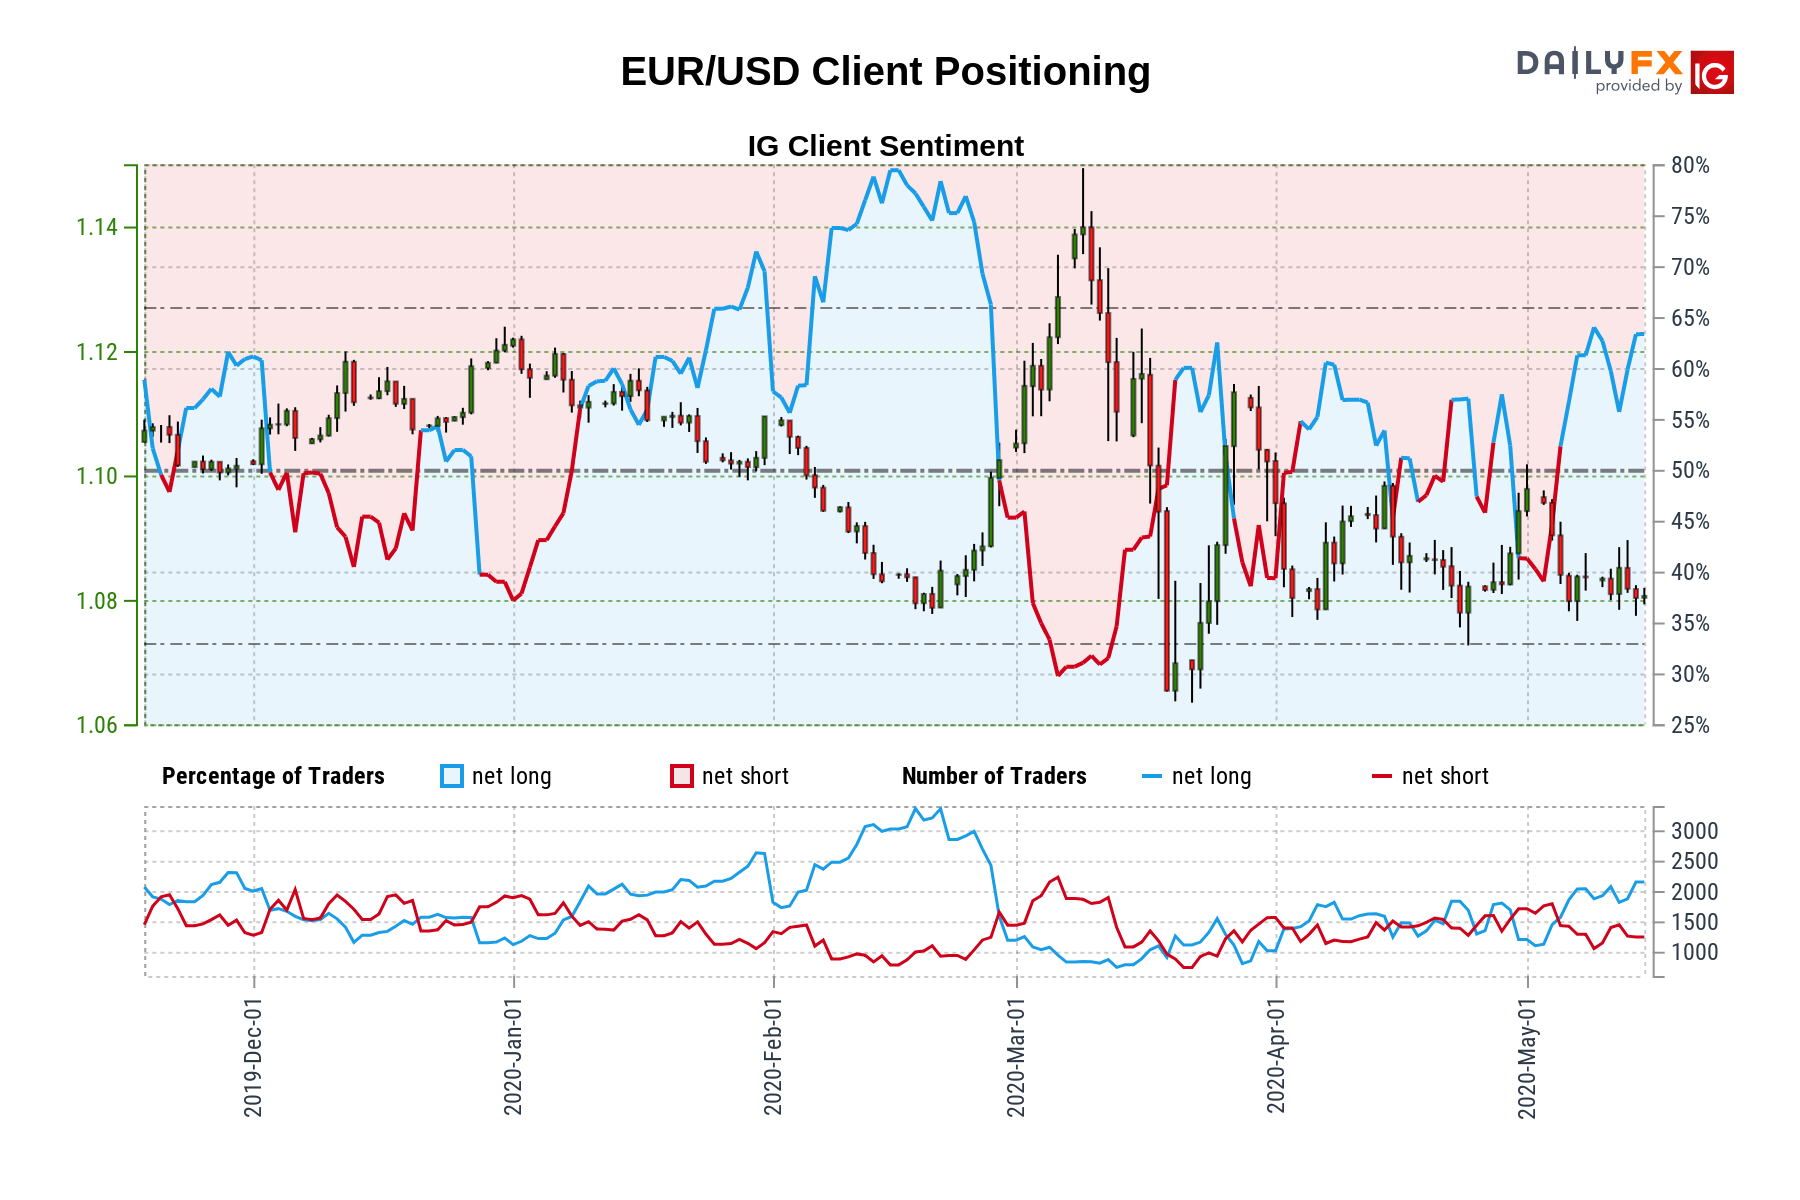 EUR/USD Client Positioning
DAILYFX
provided by
IG
IG Client Sentiment
1.14
1.12
1.10
1.08
1.06
80%
75%
70%
65%
60%
55%
50%
45%
40%
35%
30%
25%
Percentage of Traders net long net short Number of Traders net long net short
3000
2500
2000
1500
1000
2019-Dec-01
2020-Jan-01
2020-Feb-01
2020-Mar-01
2020-Apr-01
2020-May-01